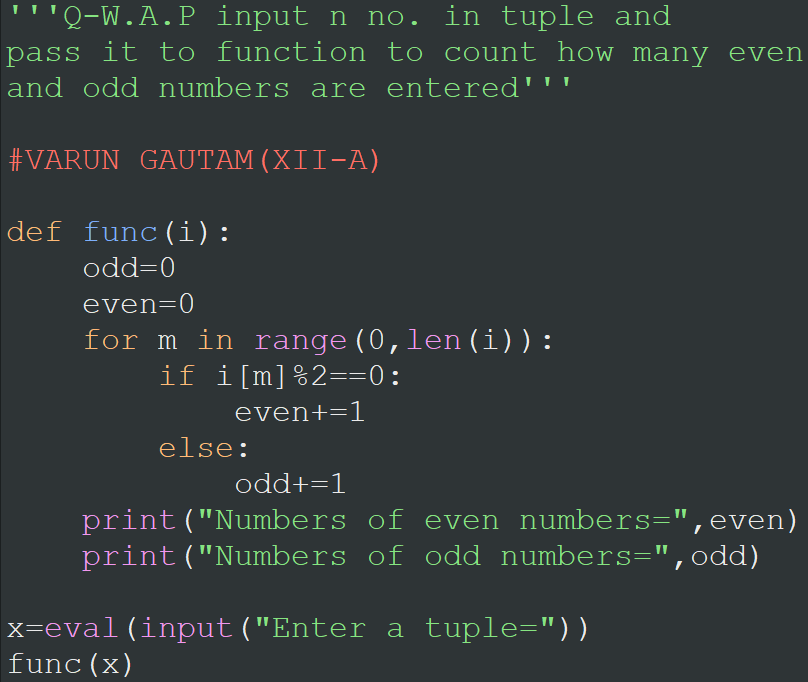 '''Q-W.A.P input n no. in tuple and
pass it to function to count how many even
and odd numbers are entered'''

#VARUN GAUTAM(XII-A)

def func(i):
    odd=0
    even=0
    for m in range(0,len(i)):
        if i[m]%2==0:
            even+=1
        else:
            odd+=1
    print("Numbers of even numbers=",even)
    print("Numbers of odd numbers=",odd)

x=eval(input("Enter a tuple="))
func(x)